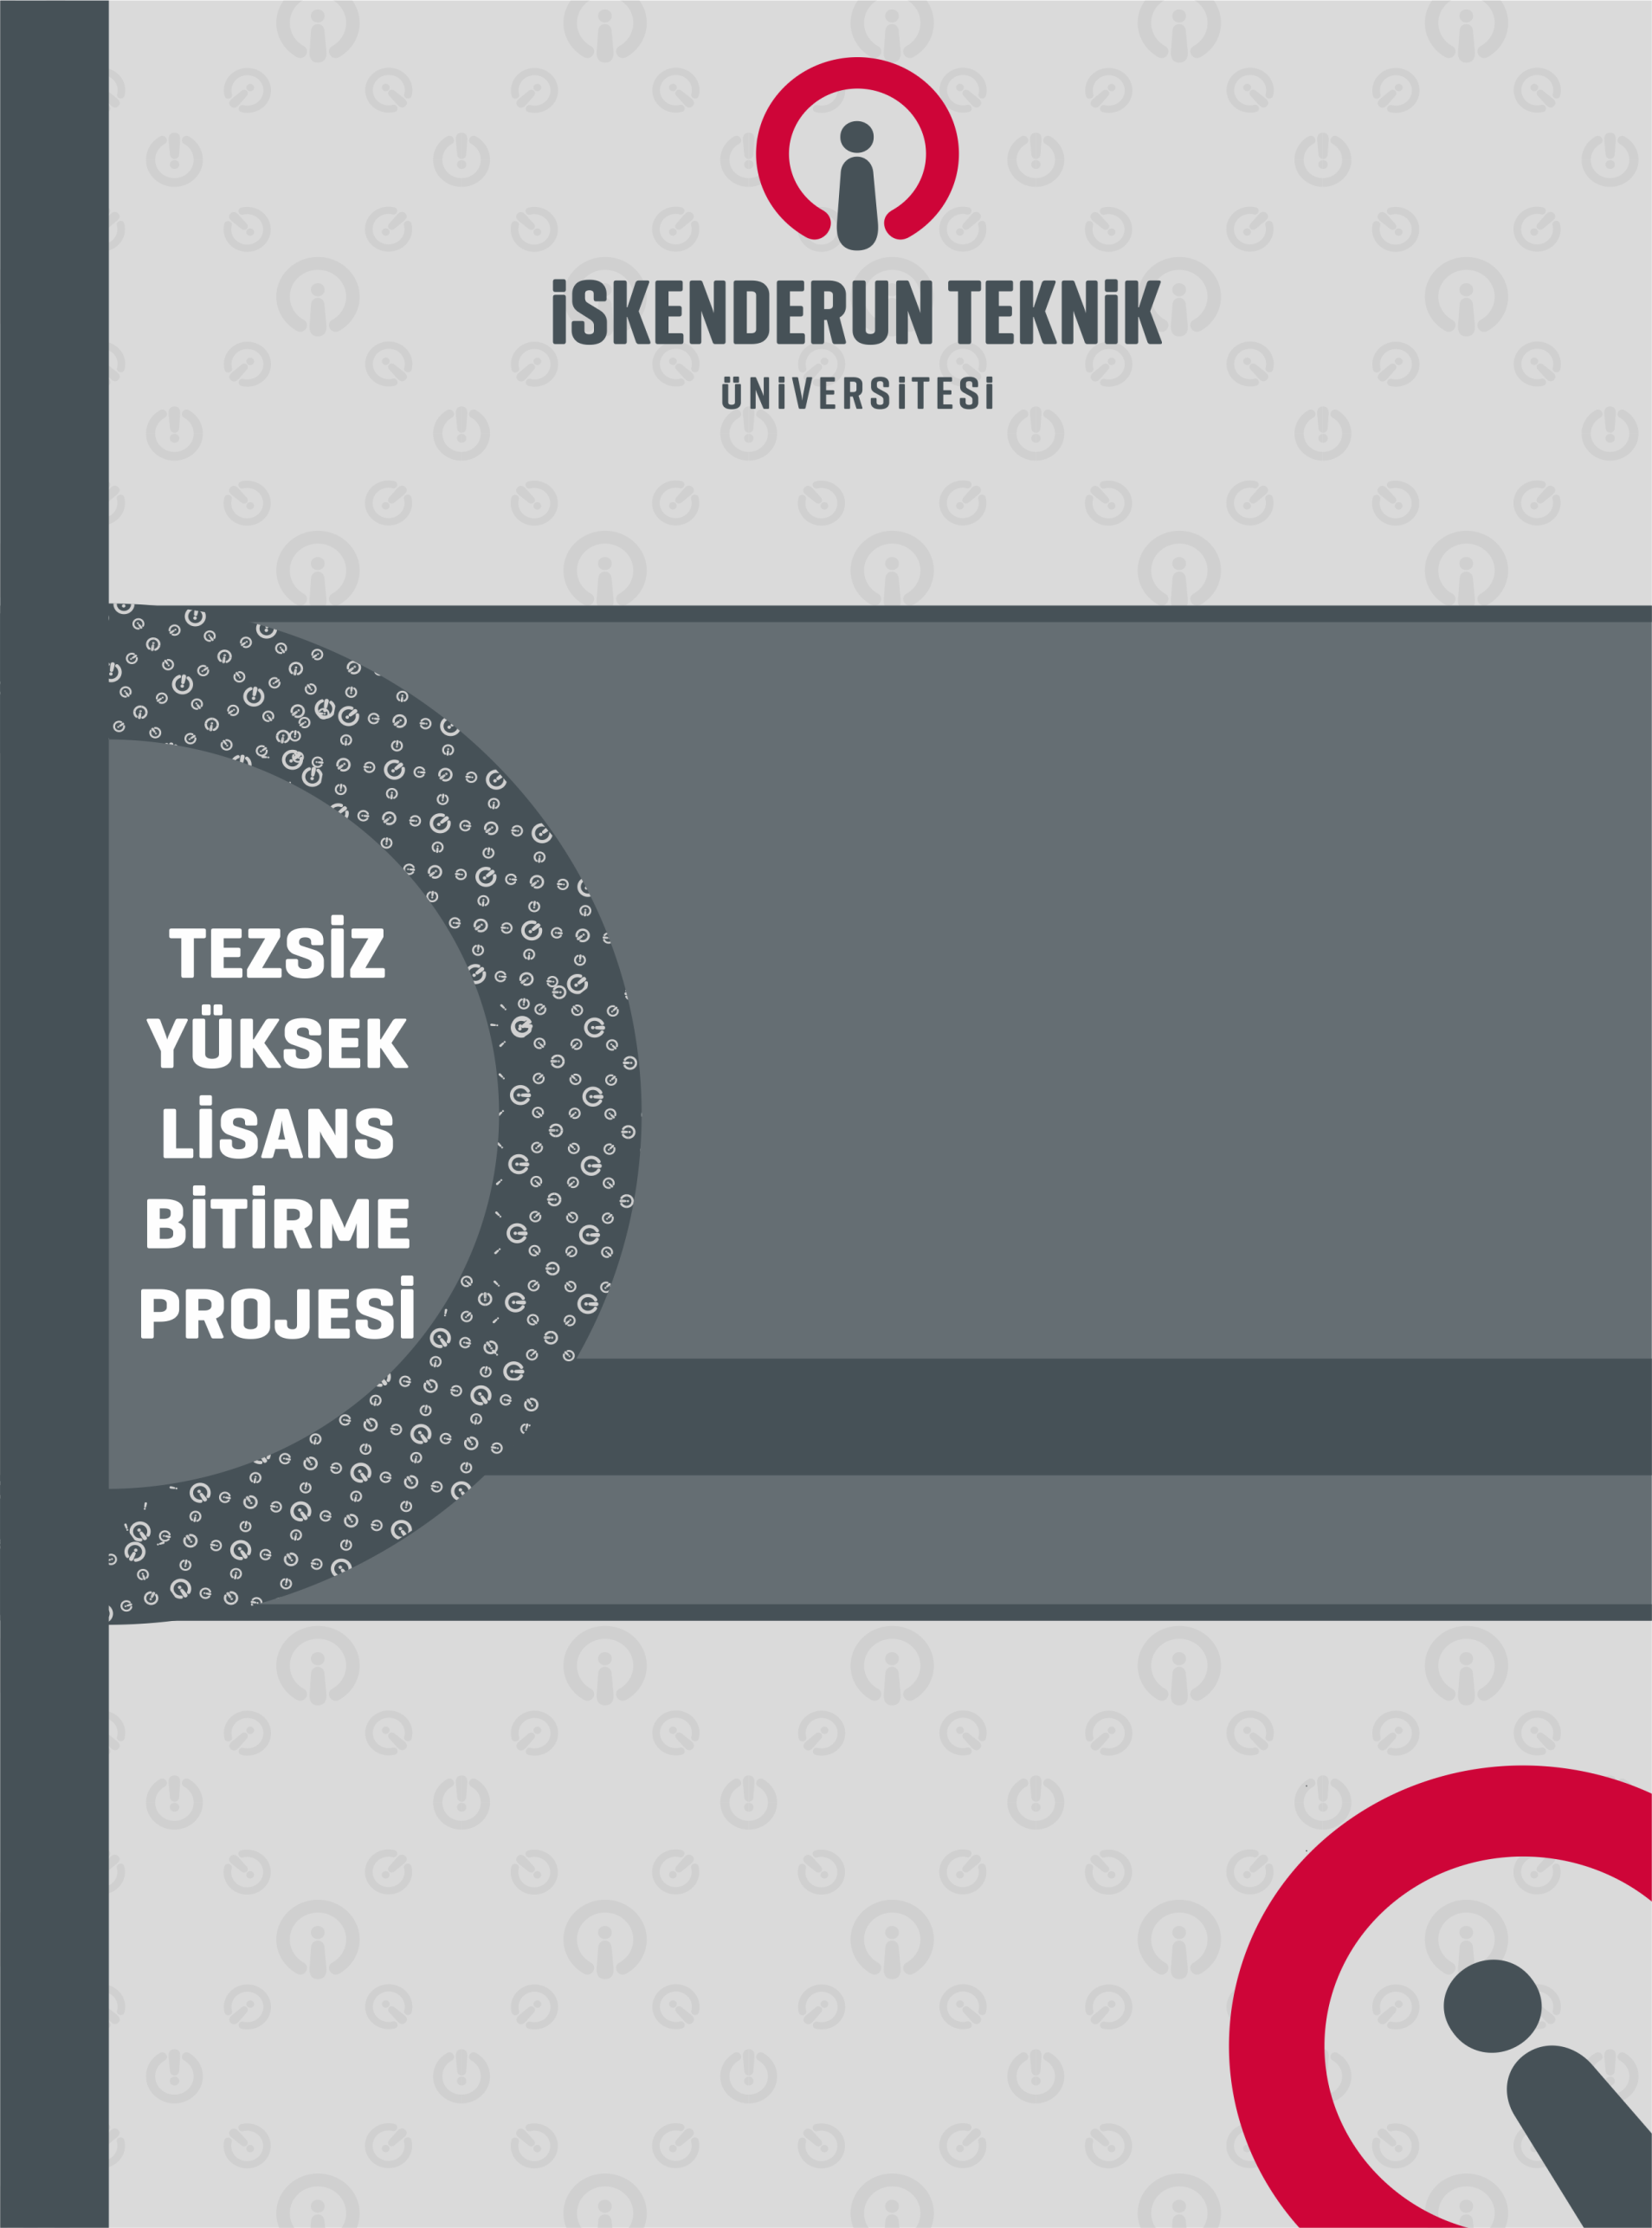 İSKENDERUN TEKNİK
ÜNİVERSİTESİ
TEZSİZ
YÜKSEK
LİSANS
BİTİRME
PROJESİ